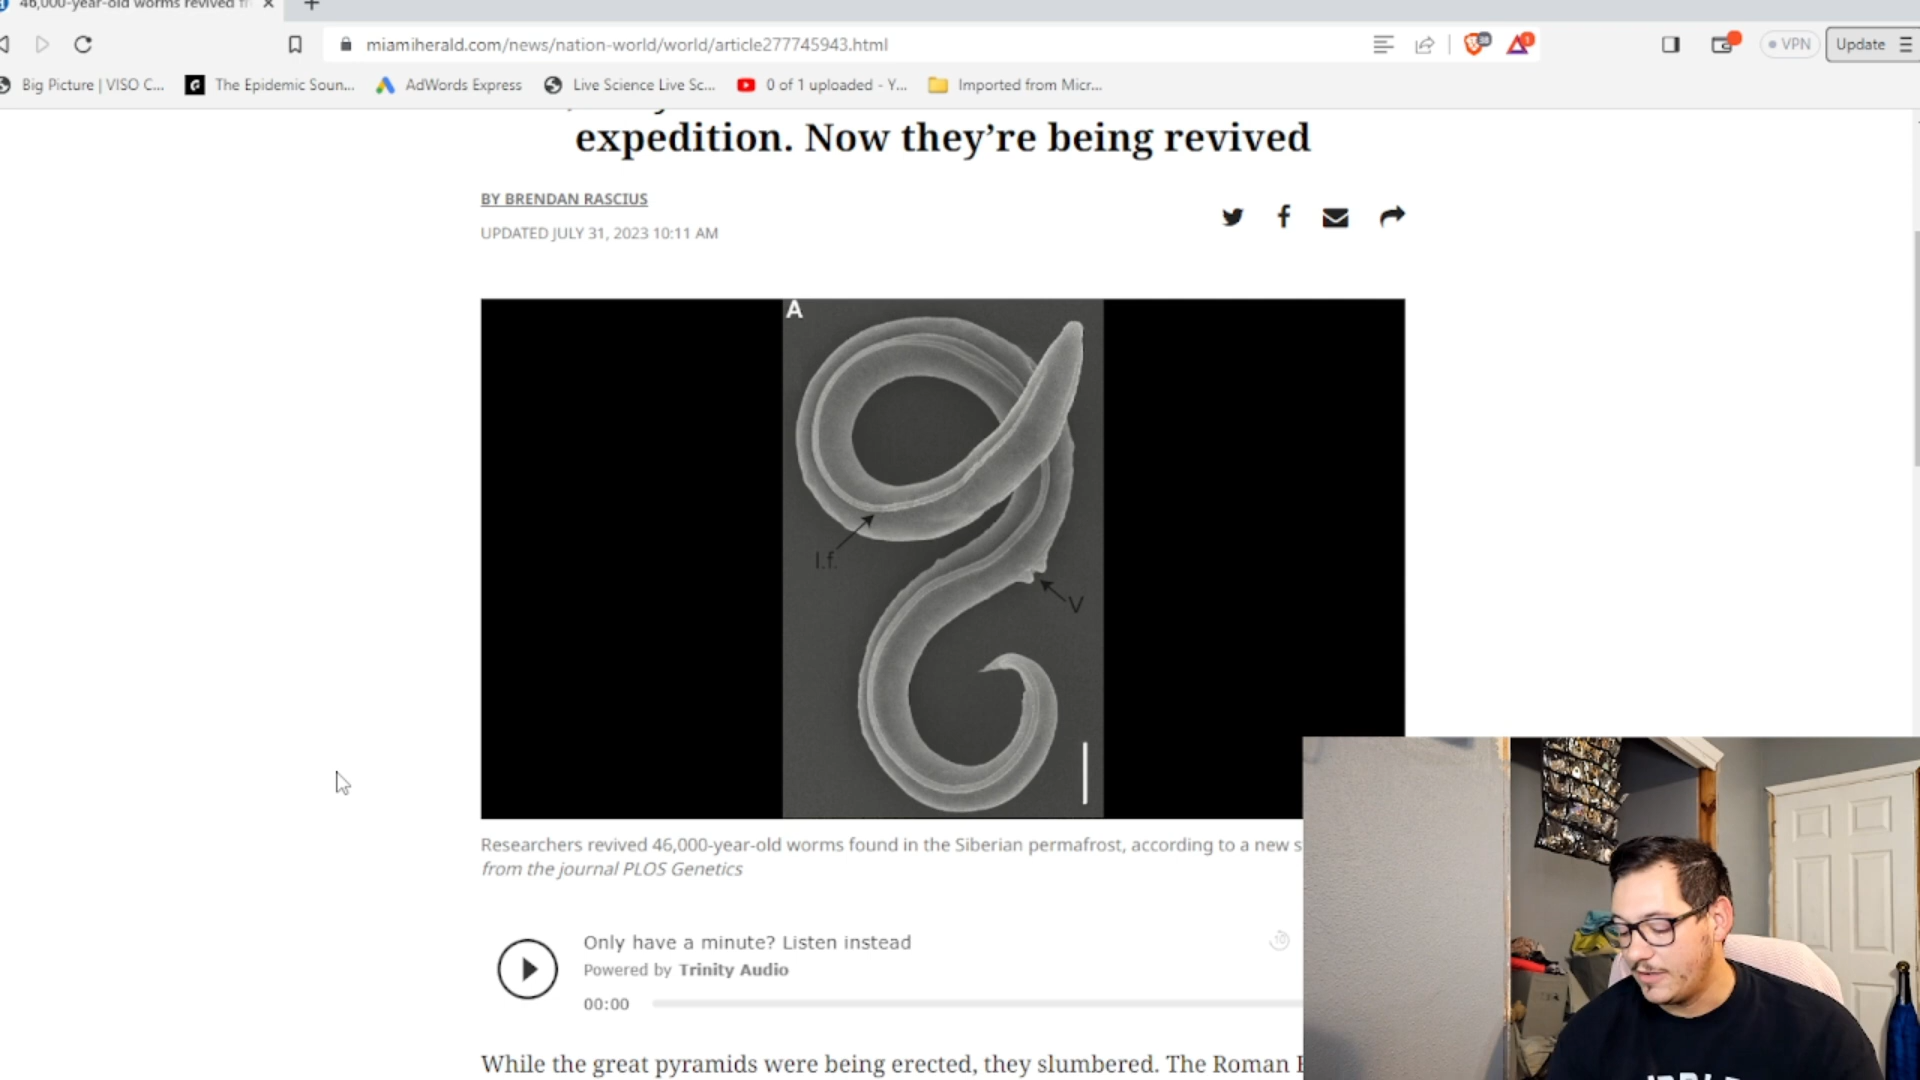 46,000-year-old worms revived fr
miamiherald.com/news/nation-world/world/article277745943.html
VPN
Update
Big Picture | VISO C...
The Epidemic Soun...
AdWords Express
Live Science Live Sc...
0 of 1 uploaded - Y...
Imported from Micr...
expedition. Now they’re being revived
BY BRENDAN RASCIUS
UPDATED JULY 31, 2023 10:11 AM
A
l.f.
V
Researchers revived 46,000-year-old worms found in the Siberian permafrost, according to a new s
from the journal PLOS Genetics
Only have a minute? Listen instead
10
Powered by Trinity Audio
00:00
While the great pyramids were being erected, they slumbered. The Roman